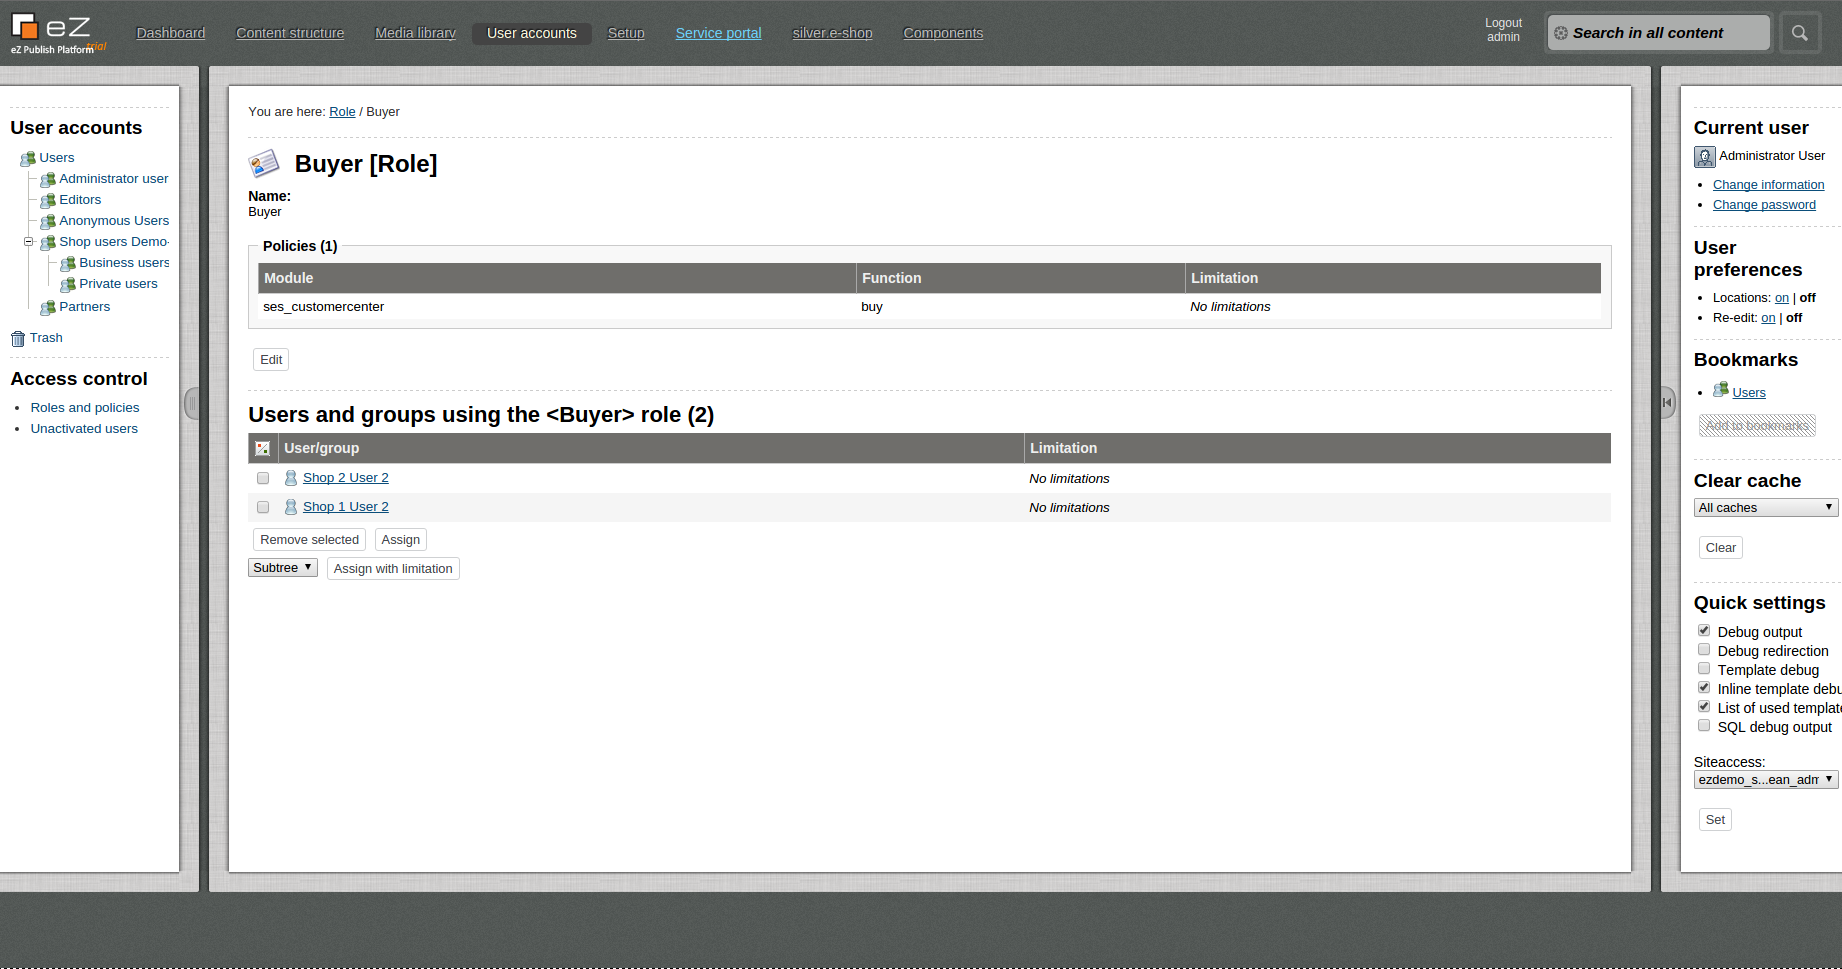 eZ
eZ Publish Platform trial
Dashboard
Content structure
Media library
User accounts
Setup
Service portal
silver.e-shop
Components
Logout
admin
Search in all content
User accounts
Users
Administrator user
Editors
Anonymous Users
Shop users Demo-
Business users
Private users
Partners
Trash
Access control
Roles and policies
Unactivated users
You are here: Role / Buyer
Buyer [Role]
Name:
Buyer
Policies (1)
Module Function Limitation
ses_customercenter buy No limitations
Edit
Users and groups using the <Buyer> role (2)
User/group Limitation
Shop 2 User 2 No limitations
Shop 1 User 2 No limitations
Remove selected Assign
Subtree Assign with limitation
Current user
Administrator User
Change information
Change password
User
preferences
Locations: on | off
Re-edit: on | off
Bookmarks
Users
Add to bookmarks
Clear cache
All caches
Clear
Quick settings
Debug output
Debug redirection
Template debug
Inline template debu
List of used template
SQL debug output
Siteaccess:
ezdemo_s...ean_adm
Set